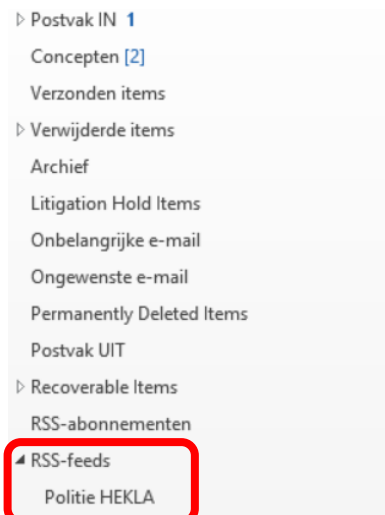 Postvak IN 1
Concepten [2]
Verzonden items
Verwijderde items
Archief
Litigation Hold Items
Onbelangrijke e-mail
Ongewenste e-mail
Permanently Deleted Items
Postvak UIT
Recoverable Items
RSS-abonnementen
RSS-feeds
Politie HEKLA